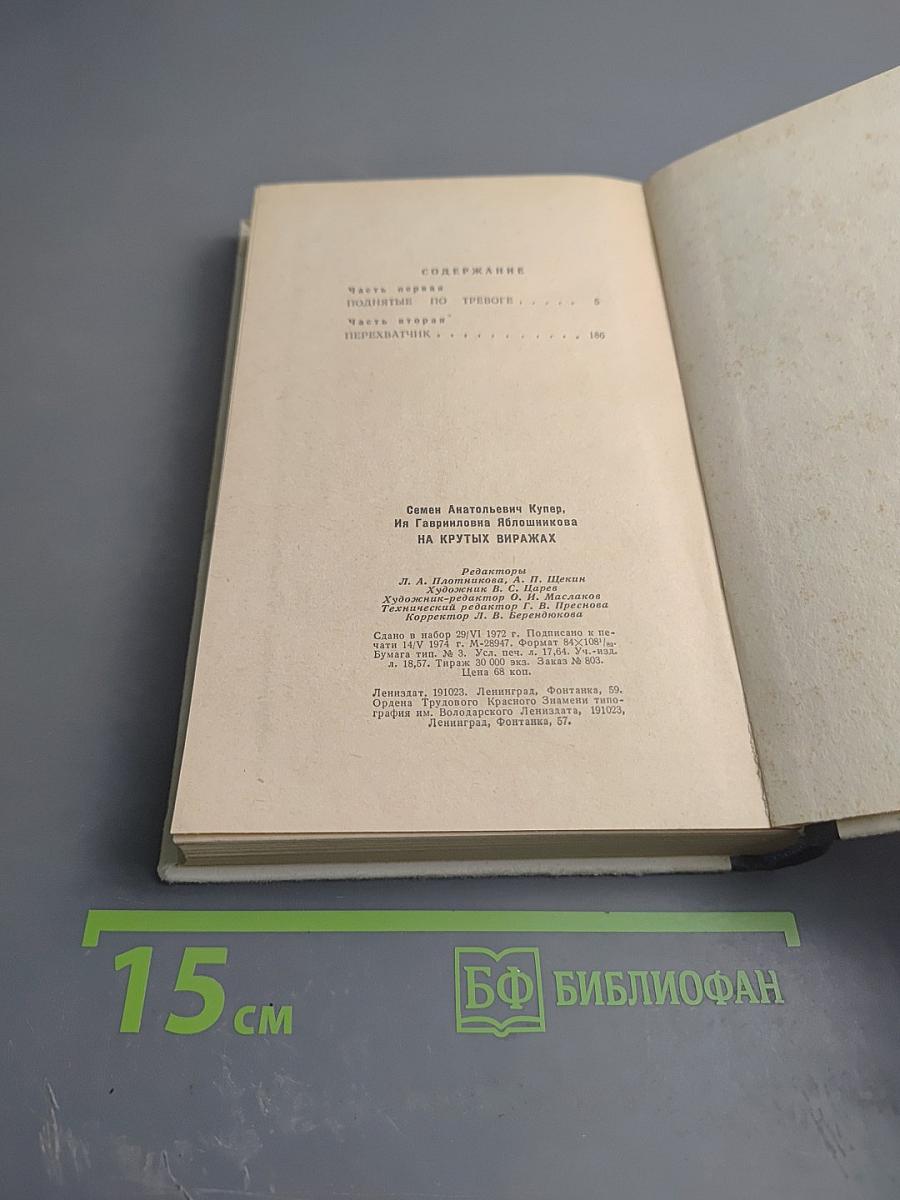 СОДЕРЖАНИЕ
Часть первая
ПОДНЯТЫЕ ПО ТРЕВОГЕ . . . . . 5
Часть вторая
ПЕРЕХВАТЧИК . . . . . . . . . . . 186
Семен Анатольевич Купер,
Ия Гавриловна Яблошникова
НА КРУТЫХ ВИРАЖАХ
Редакторы
Л. А. Плотникова, А. П. Щекин
Художник В. С. Царев
Художник-редактор О. И. Маслаков
Технический редактор Г. В. Преснова
Корректор Л. В. Берендюкова
Сдано в набор 29/VI 1972 г. Подписано к пе-
чати 14/V 1974 г. М-28947. Формат 84×108¹/₃₂.
Бумага тип. № 3. Усл. печ. л. 17,64. Уч.-изд.
л. 18,57. Тираж 30 000 экз. Заказ № 803.
Цена 68 коп.
Лениздат, 191023. Ленинград, Фонтанка, 59.
Ордена Трудового Красного Знамени типо-
графия им. Володарского Лениздата, 191023,
Ленинград, Фонтанка, 57.
15 см
БФ БИБЛИОФАН